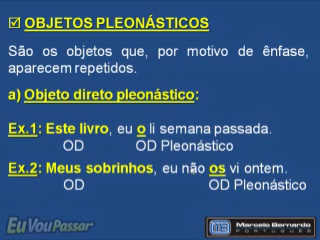 ☑ OBJETOS PLEONÁSTICOS
São os objetos que, por motivo de ênfase,
aparecem repetidos.
a) Objeto direto pleonástico:
Ex.1: Este livro, eu o li semana passada.
OD OD Pleonástico
Ex.2: Meus sobrinhos, eu não os vi ontem.
OD OD Pleonástico
EuVouPassar
MB Marcelo Bernardo
PORTUGUÊS